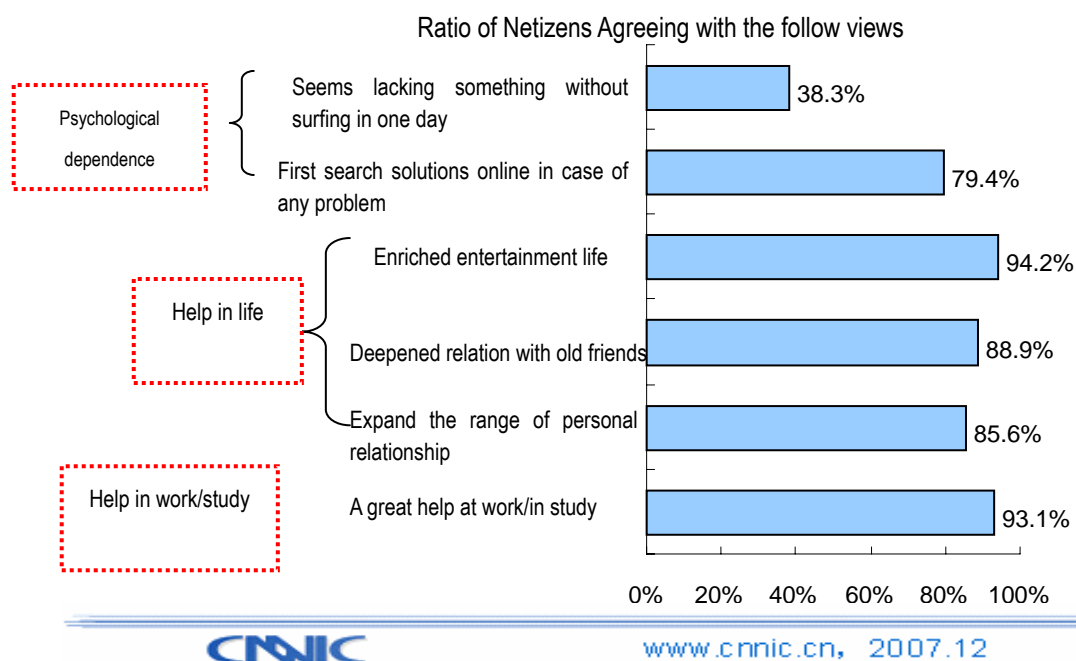 Ratio of Netizens Agreeing with the follow views
Psychological
dependence
Seems lacking something without
surfing in one day
38.3%
First search solutions online in case of
any problem
79.4%
Help in life
Enriched entertainment life
94.2%
Deepened relation with old friends
88.9%
Expand the range of personal
relationship
85.6%
Help in work/study
A great help at work/in study
93.1%
0% 20% 40% 60% 80% 100%
CNNIC
www.cnnic.cn, 2007.12